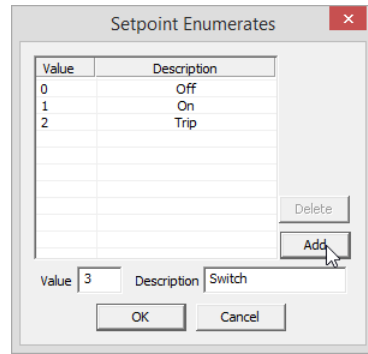 Setpoint Enumerates ×
Value Description
0 Off
1 On
2 Trip
Delete
Add
Value 3 Description Switch
OK Cancel